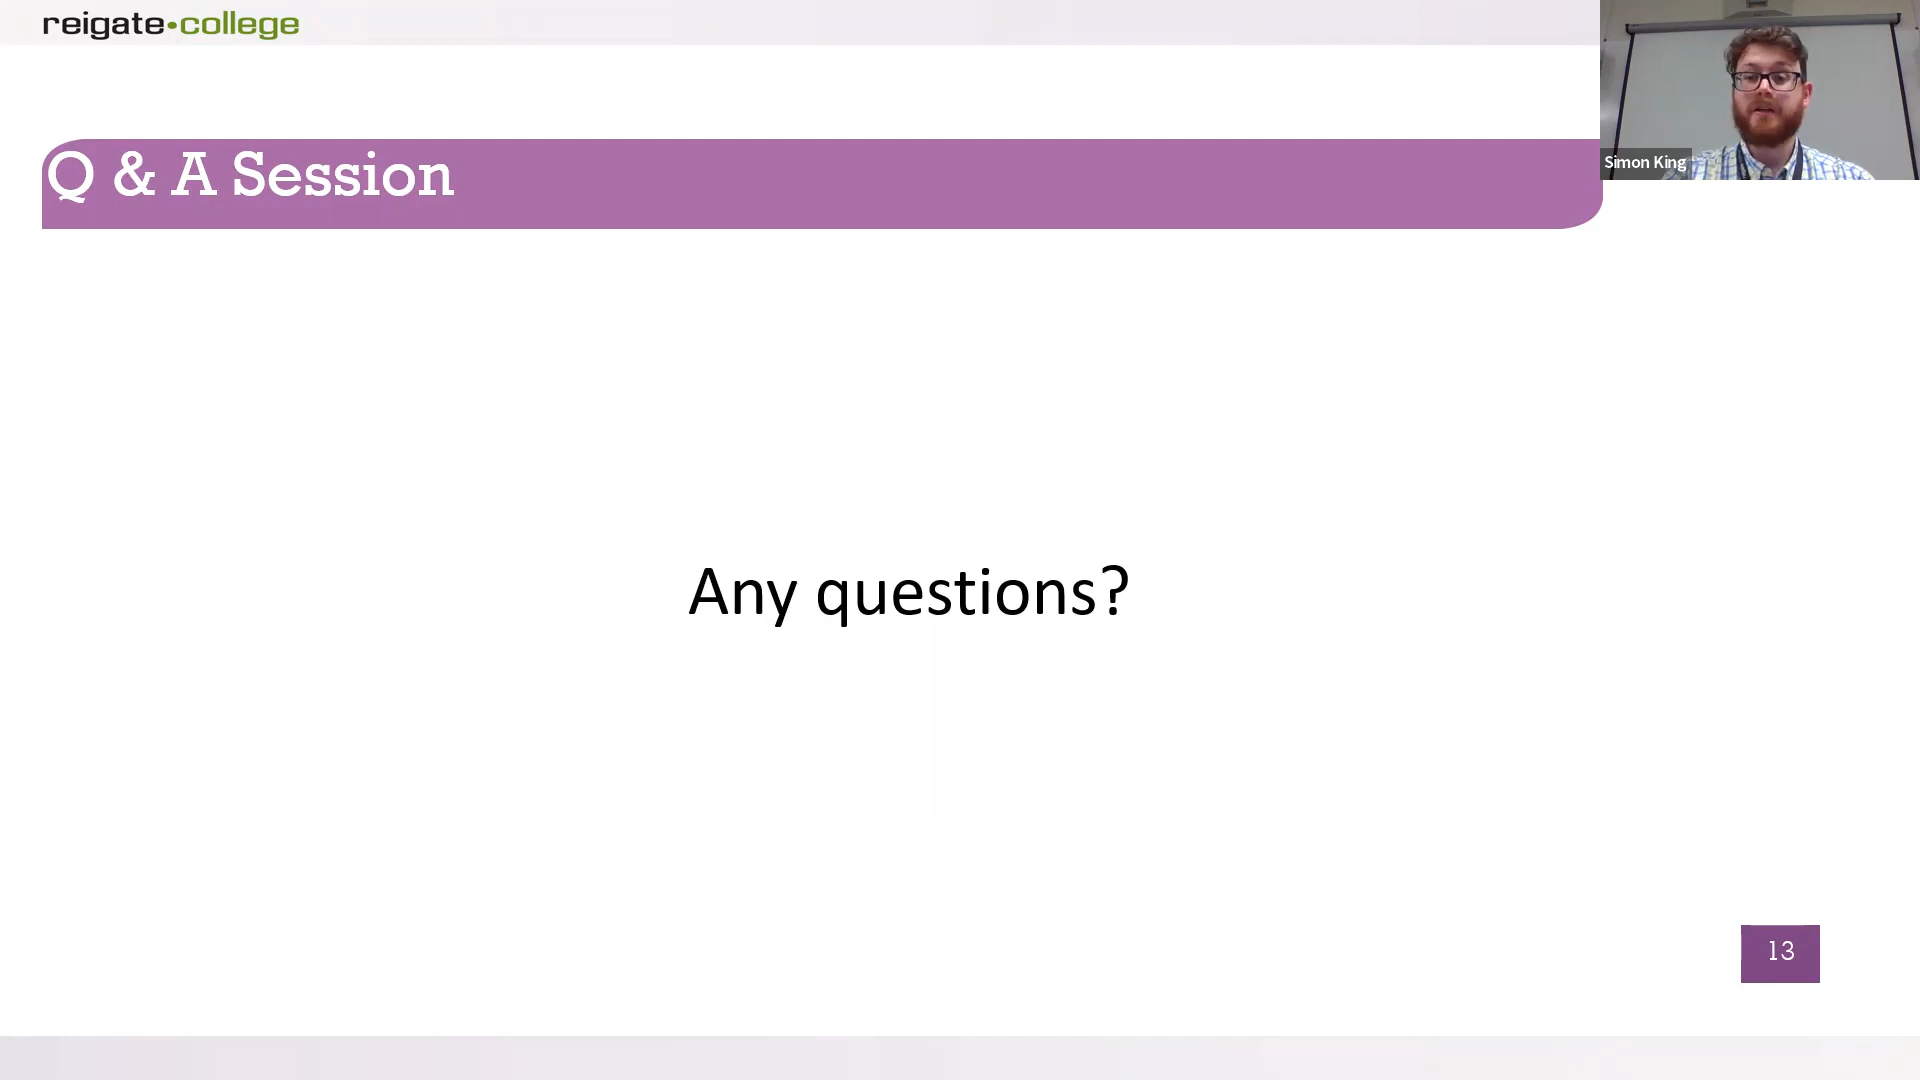 reigate•college
Simon King
Q & A Session
Any questions?
13